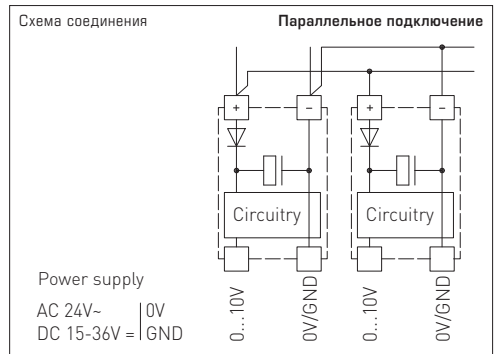 Схема соединения
Параллельное подключение
+
−
+
−
Circuitry
Circuitry
Power supply
AC 24V~ | 0V
DC 15-36V = | GND
0...10V
0V/GND
0...10V
0V/GND